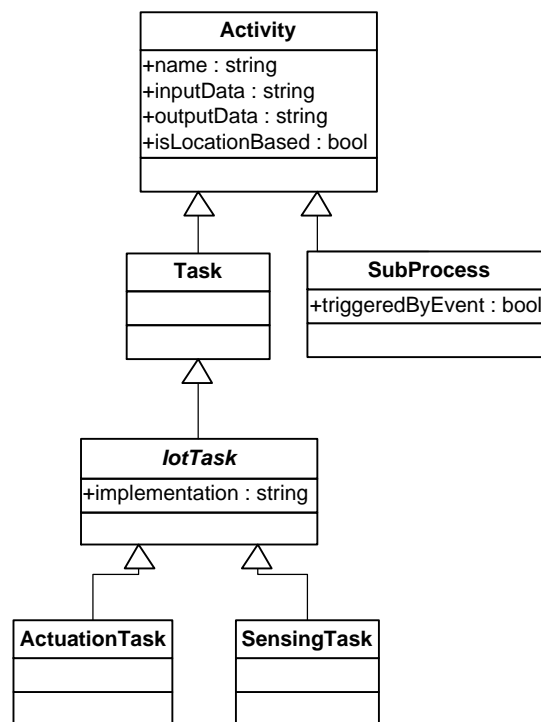 Activity
+name : string
+inputData : string
+outputData : string
+isLocationBased : bool
Task
SubProcess
+triggeredByEvent : bool
IotTask
+implementation : string
ActuationTask
SensingTask